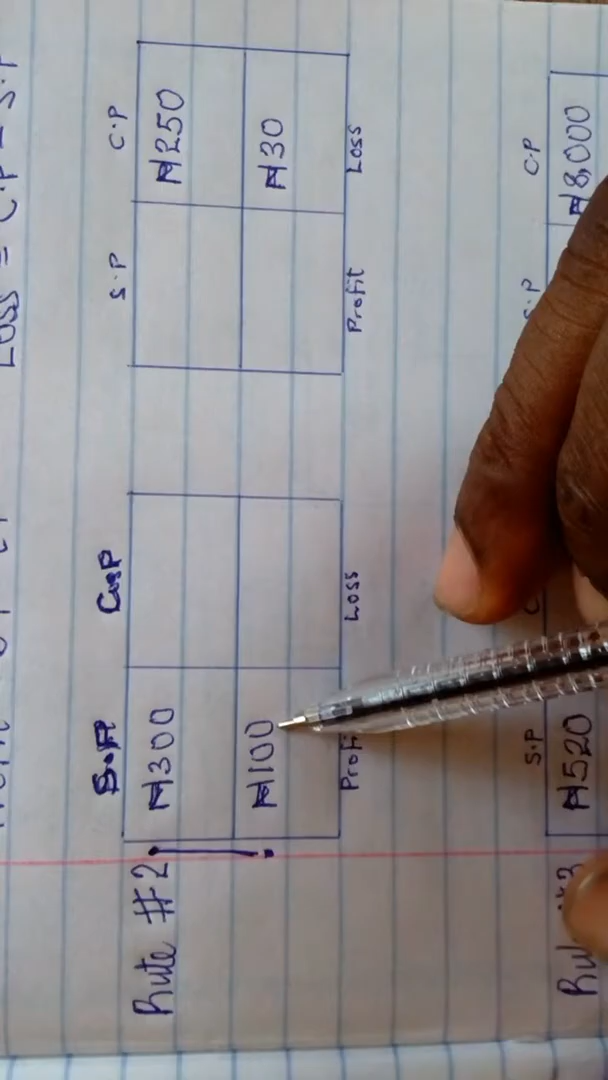 Loss = C.P - S.P
S.P C.P S.P C.P
Rule #2 ₦300 ₦250
₦100 ₦30
Profit Loss Profit Loss
S.P S.P C.P
₦520 ₦8,000